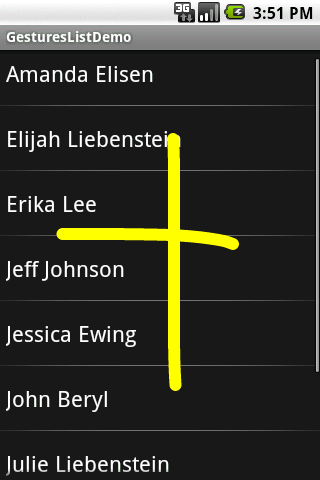 3G 3:51 PM
GesturesListDemo
Amanda Elisen
Elijah Liebenstein
Erika Lee
Jeff Johnson
Jessica Ewing
John Beryl
Julie Liebenstein